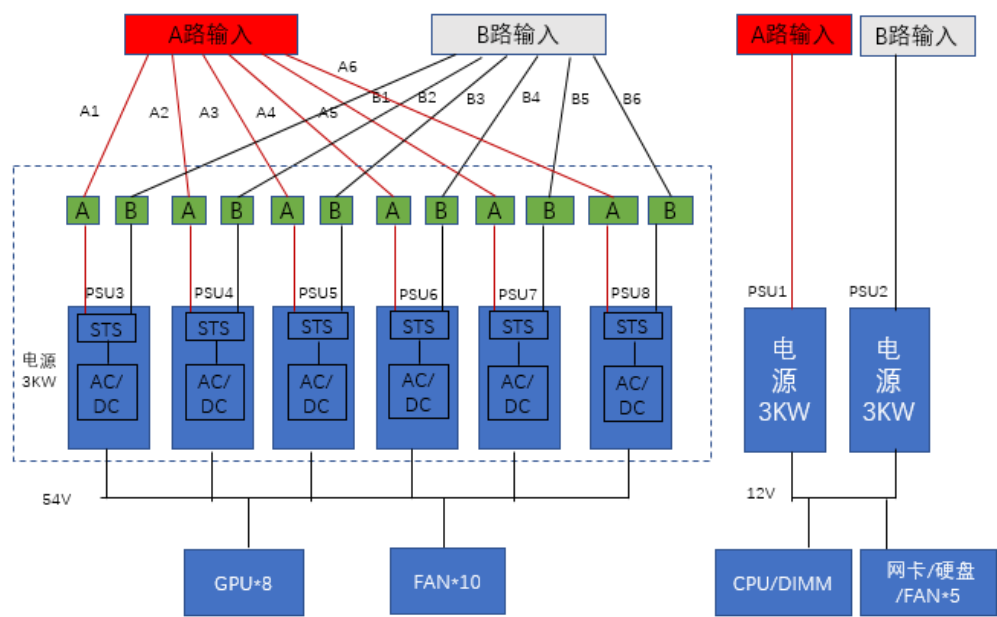 A路输入
B路输入
A路输入
B路输入
A6
A1
A2
A3
A4
A5
B1
B2
B3
B4
B5
B6
A
B
A
B
A
B
A
B
A
B
A
B
PSU3
PSU4
PSU5
PSU6
PSU7
PSU8
PSU1
PSU2
STS
STS
STS
STS
STS
STS
电源
3KW
AC/
DC
AC/
DC
AC/
DC
AC/
DC
AC/
DC
AC/
DC
电
源
3KW
电
源
3KW
54V
12V
GPU*8
FAN*10
CPU/DIMM
网卡/硬盘
/FAN*5